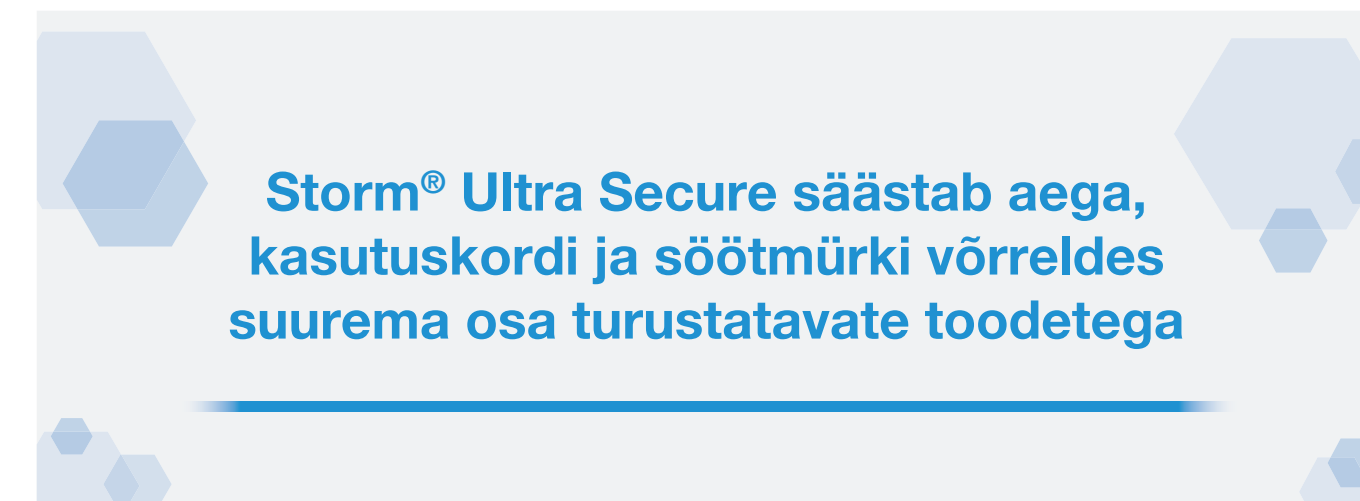 Storm® Ultra Secure säästab aega,
kasutuskordi ja söötmürki võrreldes
suurema osa turustatavate toodetega